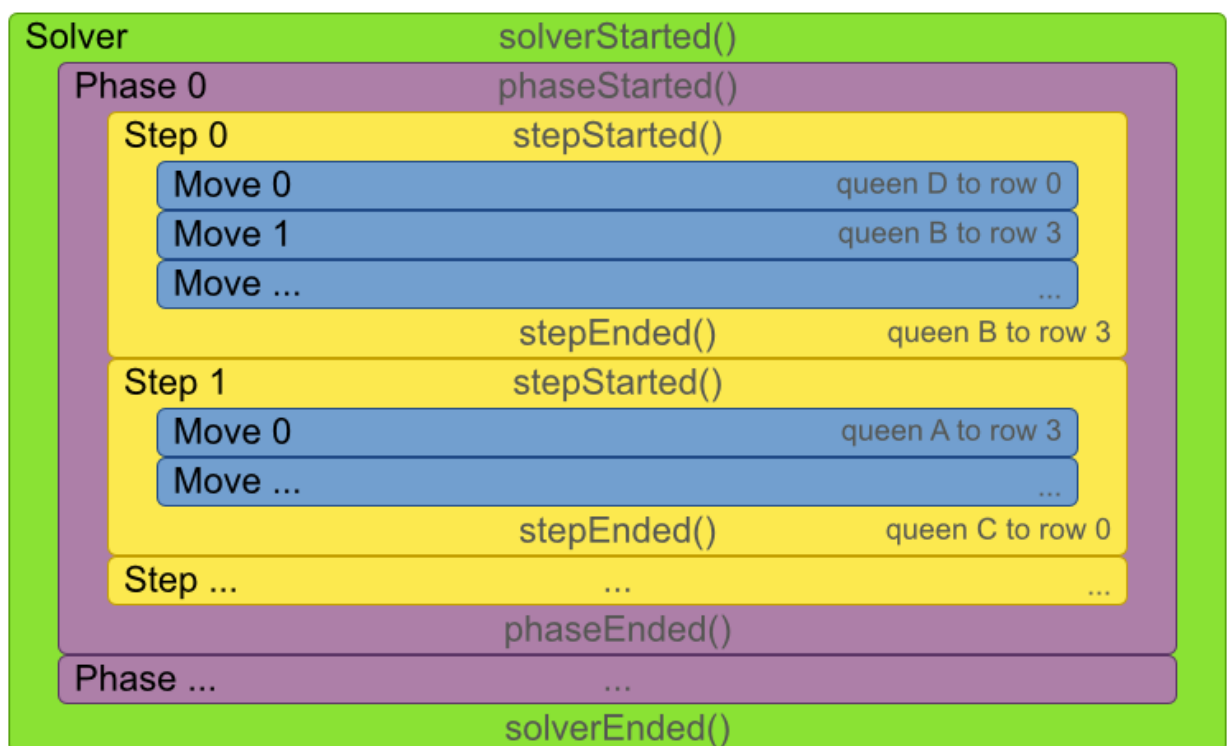 Solver solverStarted()
Phase 0 phaseStarted()
Step 0 stepStarted()
Move 0 queen D to row 0
Move 1 queen B to row 3
Move ... ...
stepEnded() queen B to row 3
Step 1 stepStarted()
Move 0 queen A to row 3
Move ... ...
stepEnded() queen C to row 0
Step ... ... ...
phaseEnded()
Phase ... ...
solverEnded()